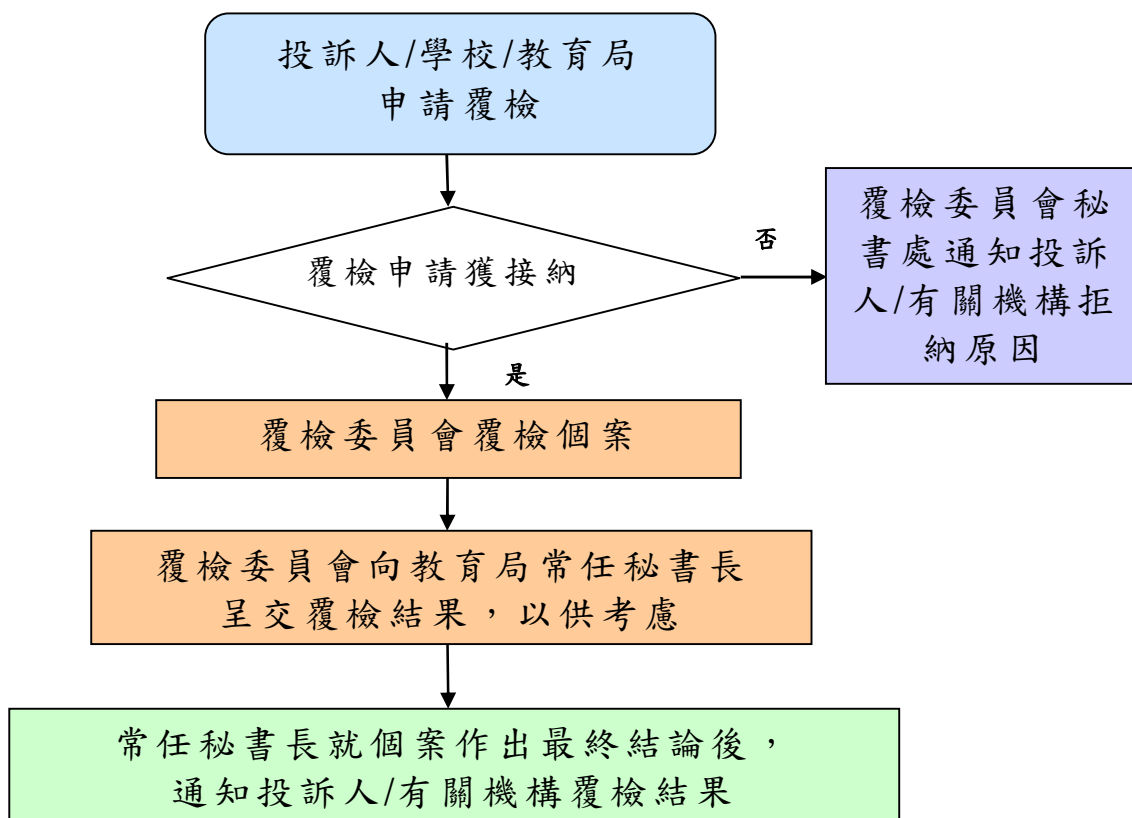 投訴人/學校/教育局
申請覆檢
覆檢申請獲接納
否
覆檢委員會秘
書處通知投訴
人/有關機構拒
納原因
是
覆檢委員會覆檢個案
覆檢委員會向教育局常任秘書長
呈交覆檢結果，以供考慮
常任秘書長就個案作出最終結論後，
通知投訴人/有關機構覆檢結果